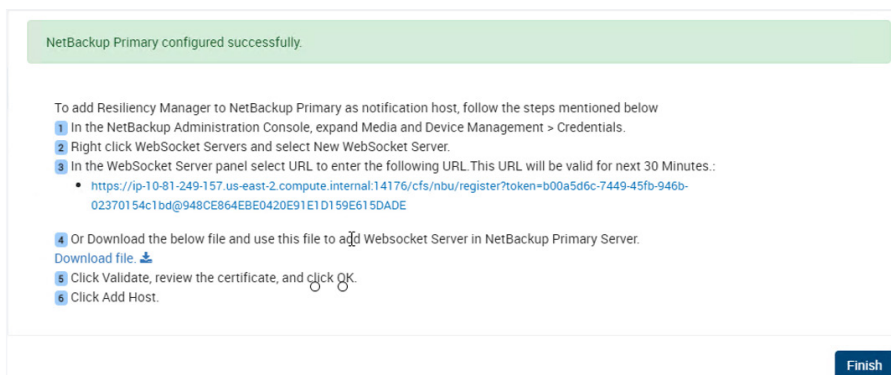 NetBackup Primary configured successfully.
To add Resiliency Manager to NetBackup Primary as notification host, follow the steps mentioned below
1 In the NetBackup Administration Console, expand Media and Device Management > Credentials.
2 Right click WebSocket Servers and select New WebSocket Server.
3 In the WebSocket Server panel select URL to enter the following URL.This URL will be valid for next 30 Minutes.:
• https://ip-10-81-249-157.us-east-2.compute.internal:14176/cfs/nbu/register?token=b00a5d6c-7449-45fb-946b-
02370154c1bd@948CE864EBE0420E91E1D159E615DADE
4 Or Download the below file and use this file to add Websocket Server in NetBackup Primary Server.
Download file.
5 Click Validate, review the certificate, and click OK.
6 Click Add Host.
Finish